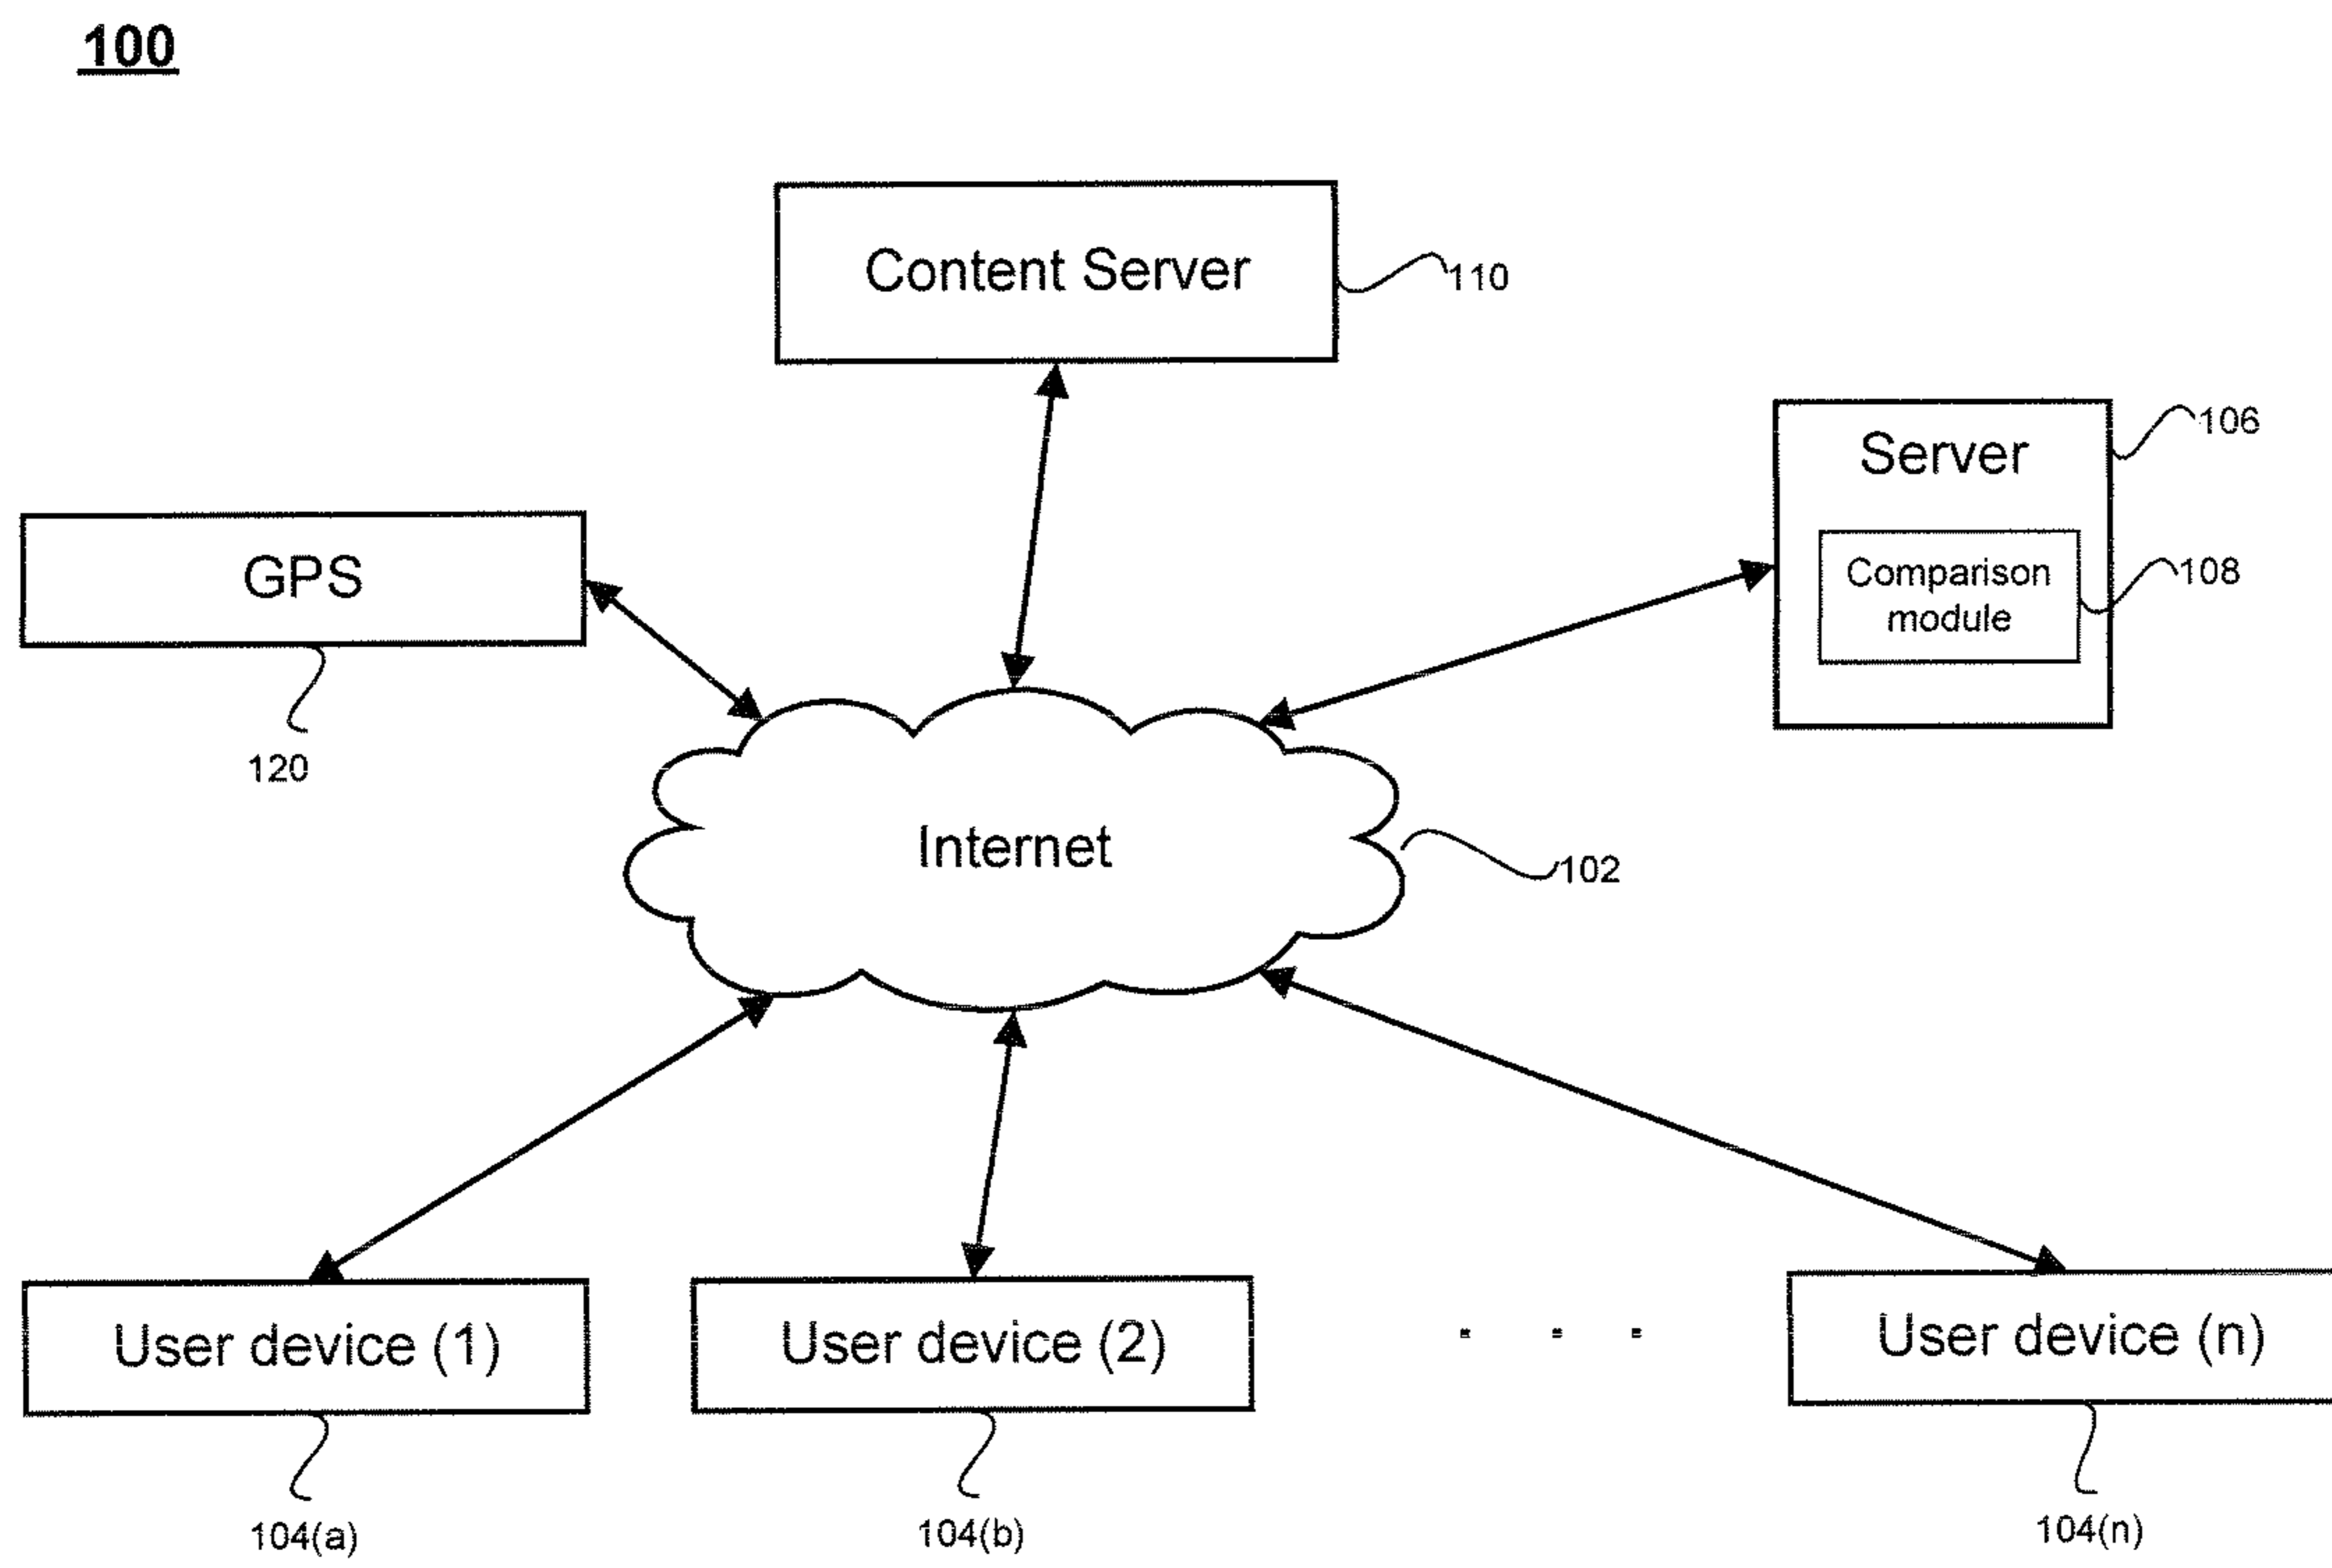 100
Content Server
110
106
Server
GPS
Comparison
module
108
120
Internet
102
User device (1)
User device (2)
. . .
User device (n)
104(a)
104(b)
104(n)